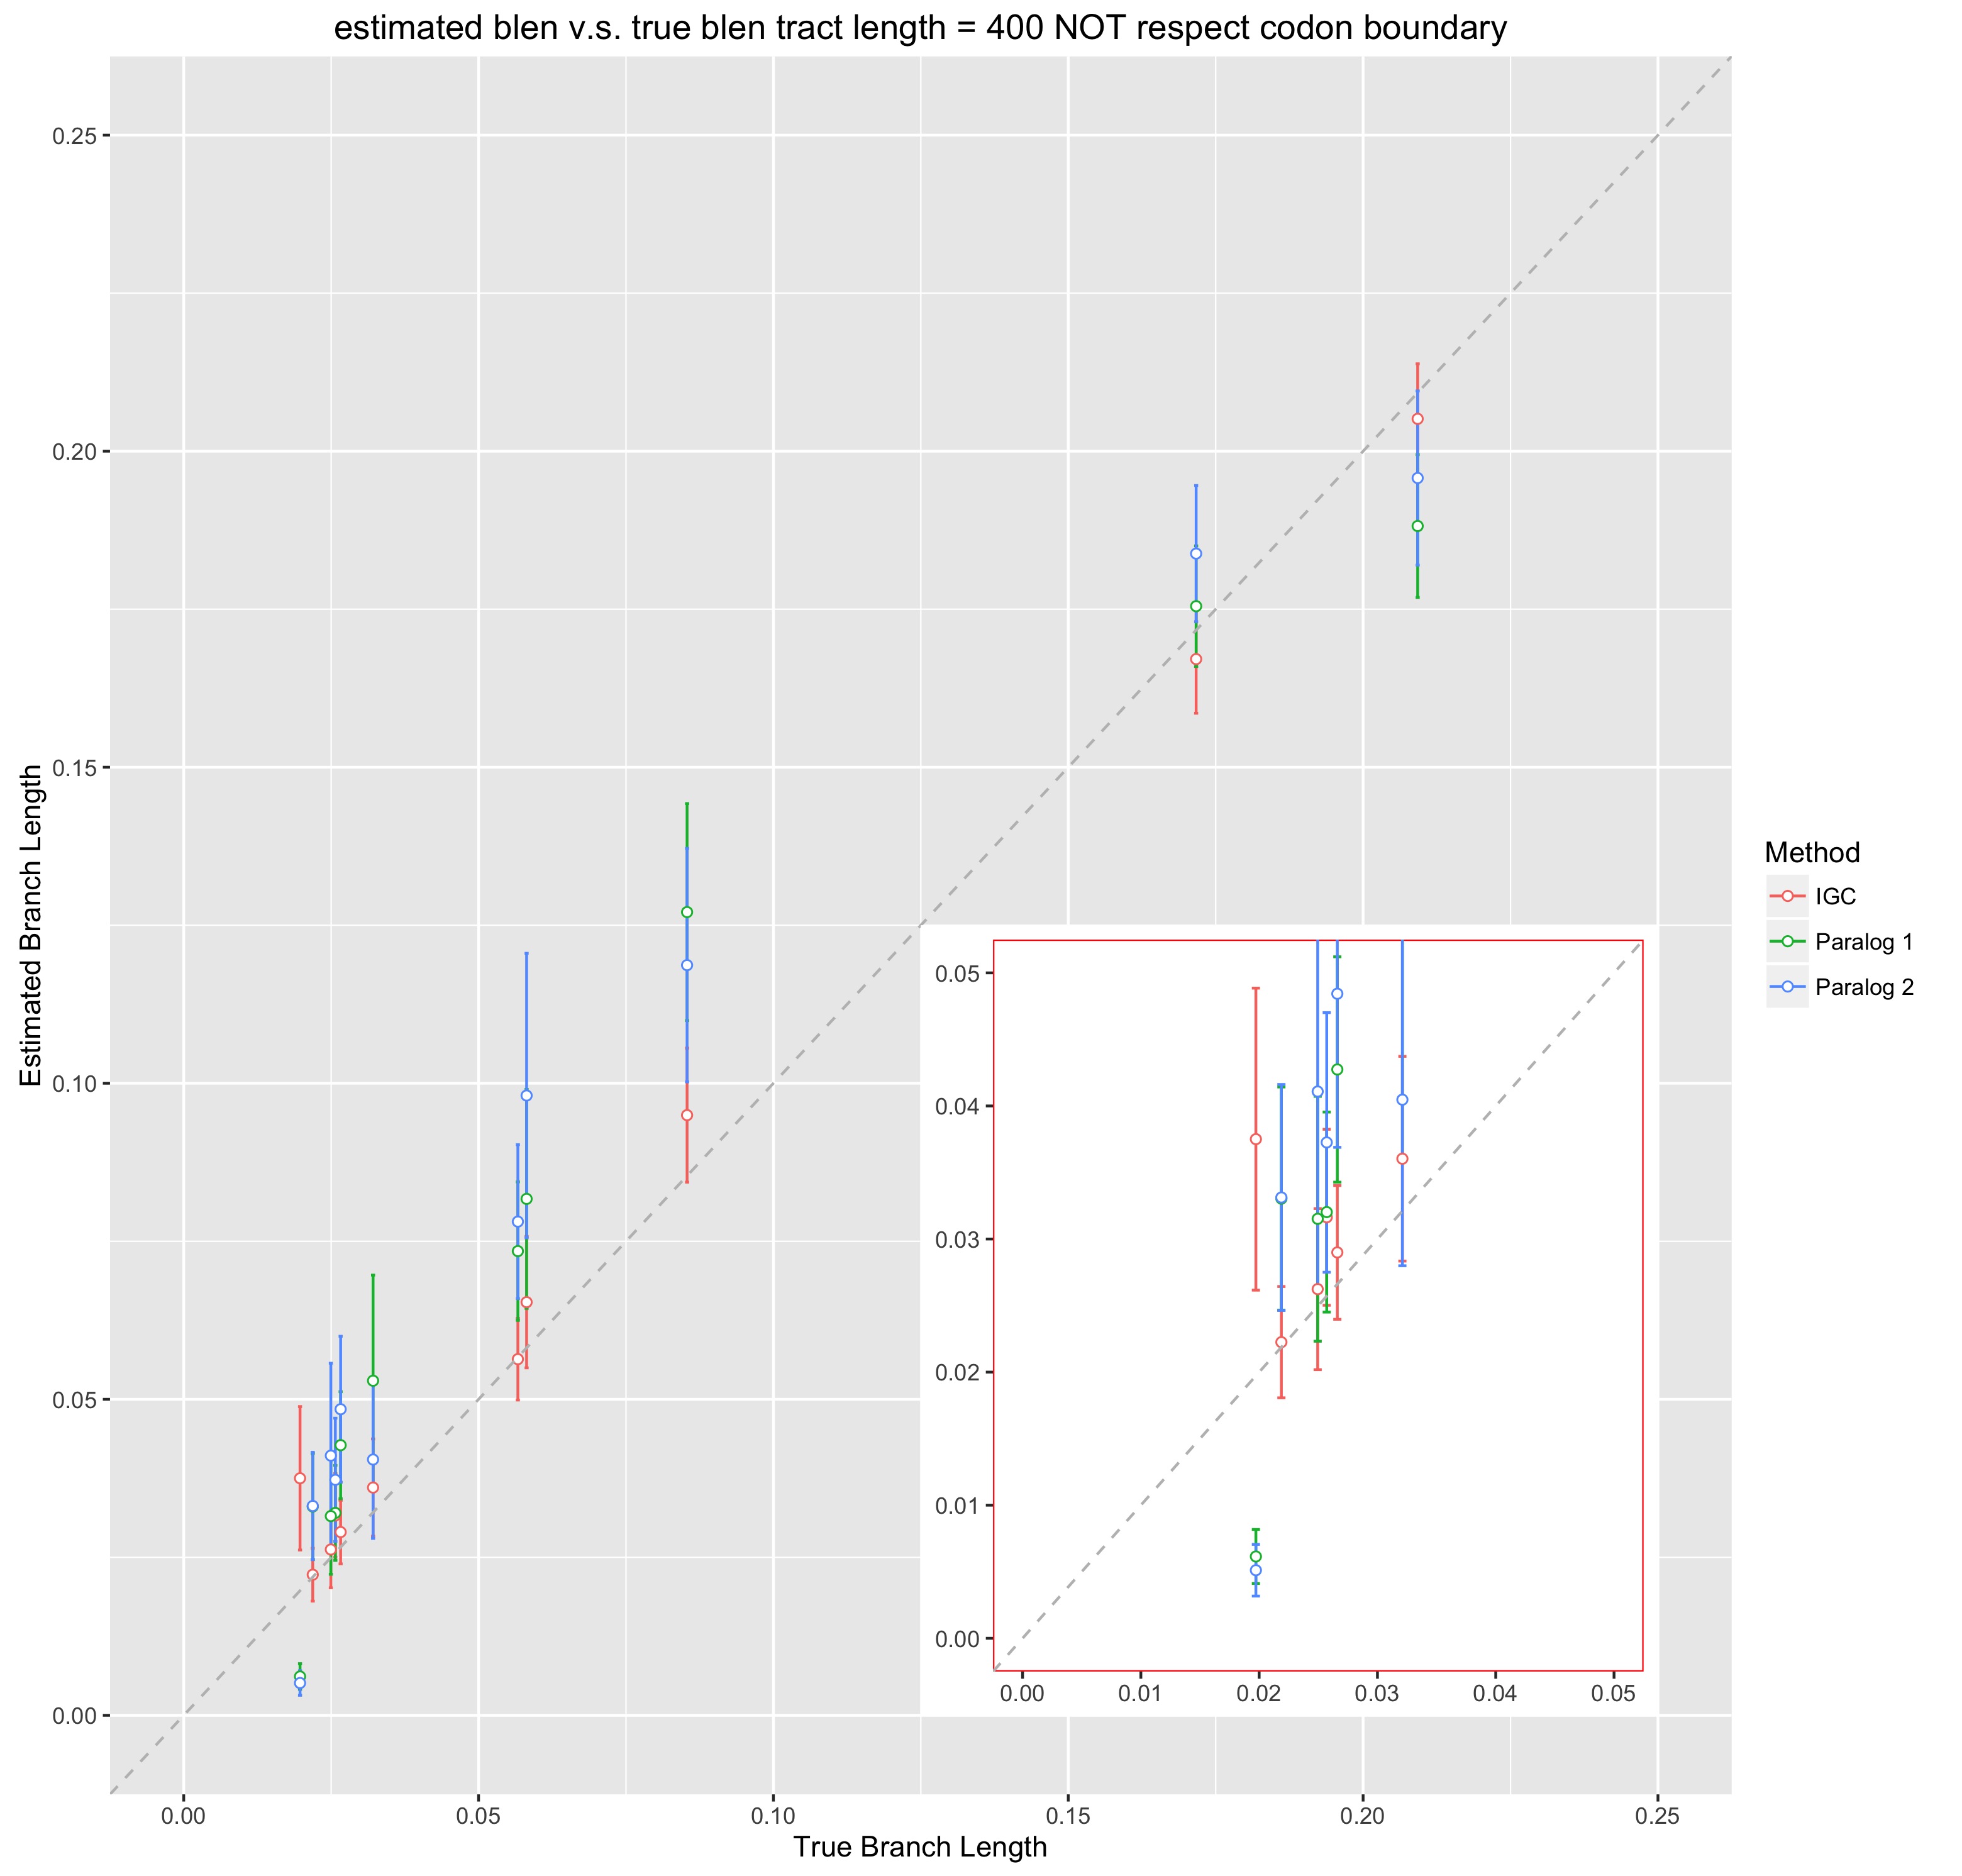 estimated blen v.s. true blen tract length = 400 NOT respect codon boundary
Estimated Branch Length
0.25
0.20
0.15
0.10
0.05
0.00
0.00 0.05 0.10 0.15 0.20 0.25
True Branch Length
0.05
0.04
0.03
0.02
0.01
0.00
0.00 0.01 0.02 0.03 0.04 0.05
Method
IGC
Paralog 1
Paralog 2